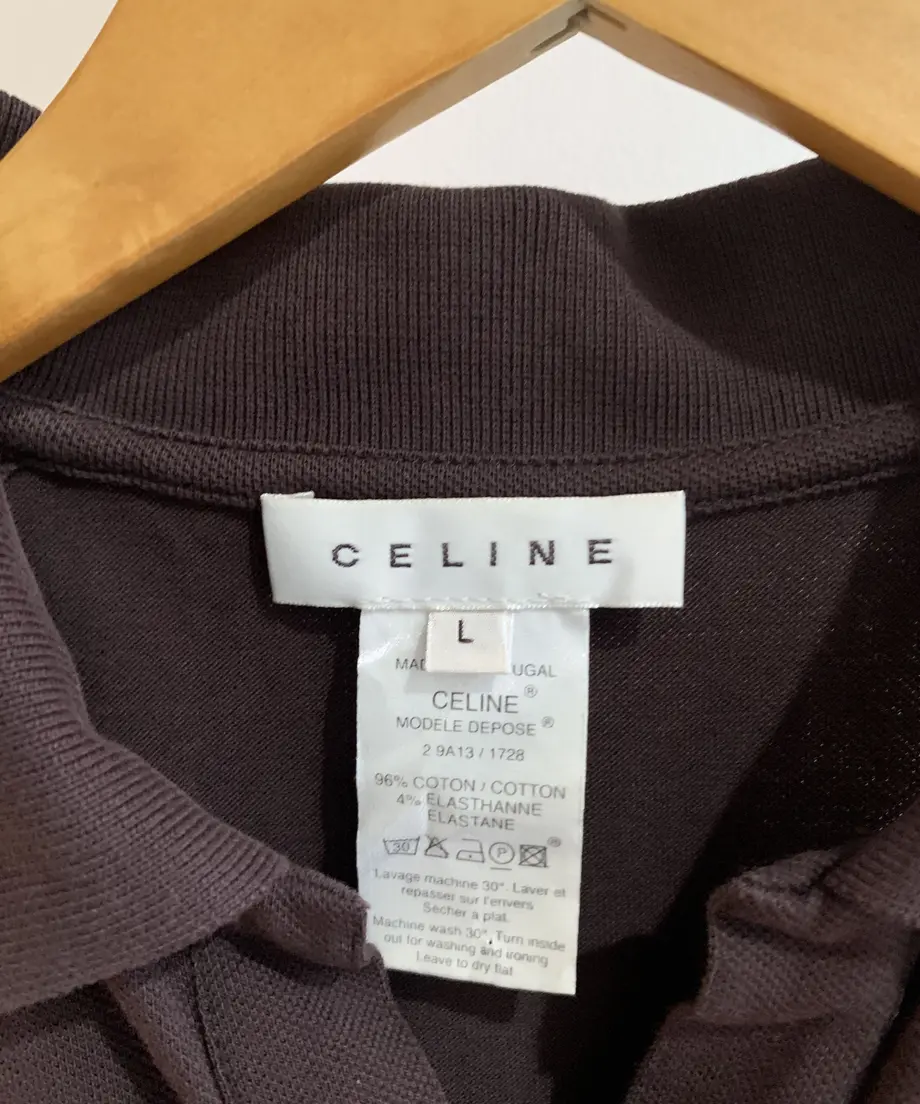 CELINE
L
MAD UGAL
CELINE®
MODELE DEPOSE®
2 9A13 / 1728
96% COTON / COTTON
4% ELASTHANNE
ELASTANE
30 P ®
Lavage machine 30°. Laver et
repasser sur l'envers
Sécher à plat.
Machine wash 30°, Turn inside
out for washing and ironing
Leave to dry flat